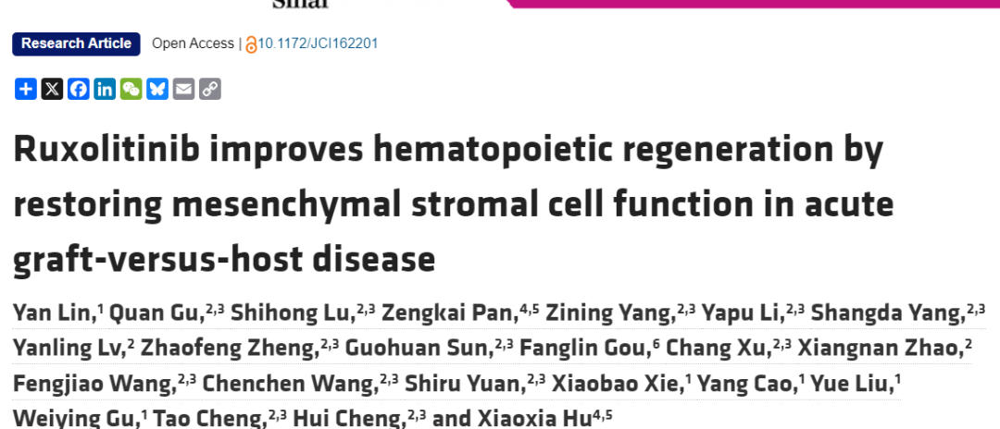 Sinai
Research Article Open Access | 10.1172/JCI162201
Ruxolitinib improves hematopoietic regeneration by
restoring mesenchymal stromal cell function in acute
graft-versus-host disease
Yan Lin,¹ Quan Gu,²,³ Shihong Lu,²,³ Zengkai Pan,⁴,⁵ Zining Yang,²,³ Yapu Li,²,³ Shangda Yang,²,³
Yanling Lv,² Zhaofeng Zheng,²,³ Guohuan Sun,²,³ Fanglin Gou,⁶ Chang Xu,²,³ Xiangnan Zhao,²
Fengjiao Wang,²,³ Chenchen Wang,²,³ Shiru Yuan,²,³ Xiaobao Xie,¹ Yang Cao,¹ Yue Liu,¹
Weiying Gu,¹ Tao Cheng,²,³ Hui Cheng,²,³ and Xiaoxia Hu⁴,⁵